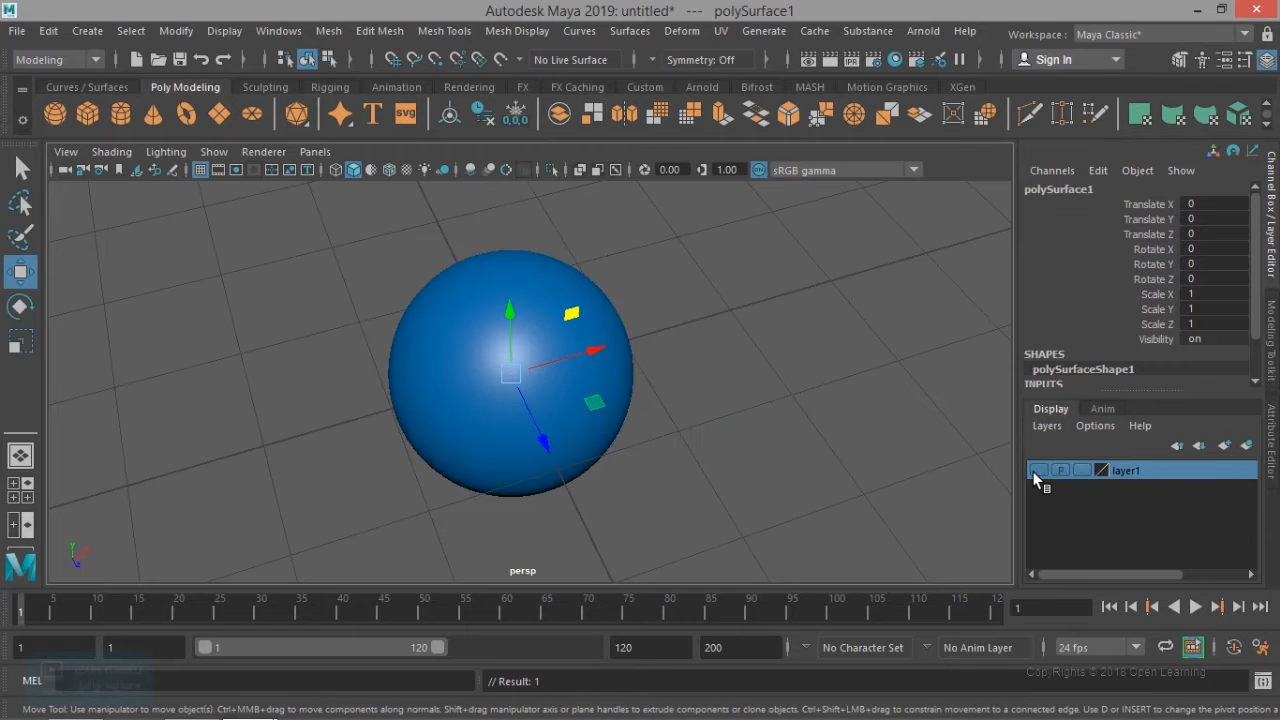 Autodesk Maya 2019: untitled* --- polySurface1
File Edit Create Select Modify Display Windows Mesh Edit Mesh Mesh Tools Mesh Display Curves Surfaces Deform UV Generate Cache Substance Arnold Help Workspace : Maya Classic*
Modeling No Live Surface Symmetry: Off Sign In
Curves / Surfaces Poly Modeling Sculpting Rigging Animation Rendering FX FX Caching Custom Arnold Bifrost MASH Motion Graphics XGen
T SVG 0,0,0
View Shading Lighting Show Renderer Panels
0.00 1.00 sRGB gamma
Channels Edit Object Show
polySurface1
Translate X 0
Translate Y 0
Translate Z 0
Rotate X 0
Rotate Y 0
Rotate Z 0
Scale X 1
Scale Y 1
Scale Z 1
Visibility on
SHAPES
polySurfaceShape1
INPUTS
Display Anim
Layers Options Help
P layer1
Channel Box / Layer Editor
Modeling Toolkit
Attribute Editor
y
x
z
persp
5 10 15 20 25 30 35 40 45 50 55 60 65 70 75 80 85 90 95 100 105 110 115 12
1 1
1 1 1 120 120 200 No Character Set No Anim Layer 24 fps
CopyRights © 2018 Open Learning
MEL // Result: 1
Move Tool: Use manipulator to move object(s). Ctrl+MMB+drag to move components along normals. Shift+drag manipulator axis or plane handles to extrude components or clone objects. Ctrl+Shift+LMB+drag to constrain movement to a connected edge. Use D or INSERT to change the pivot position a